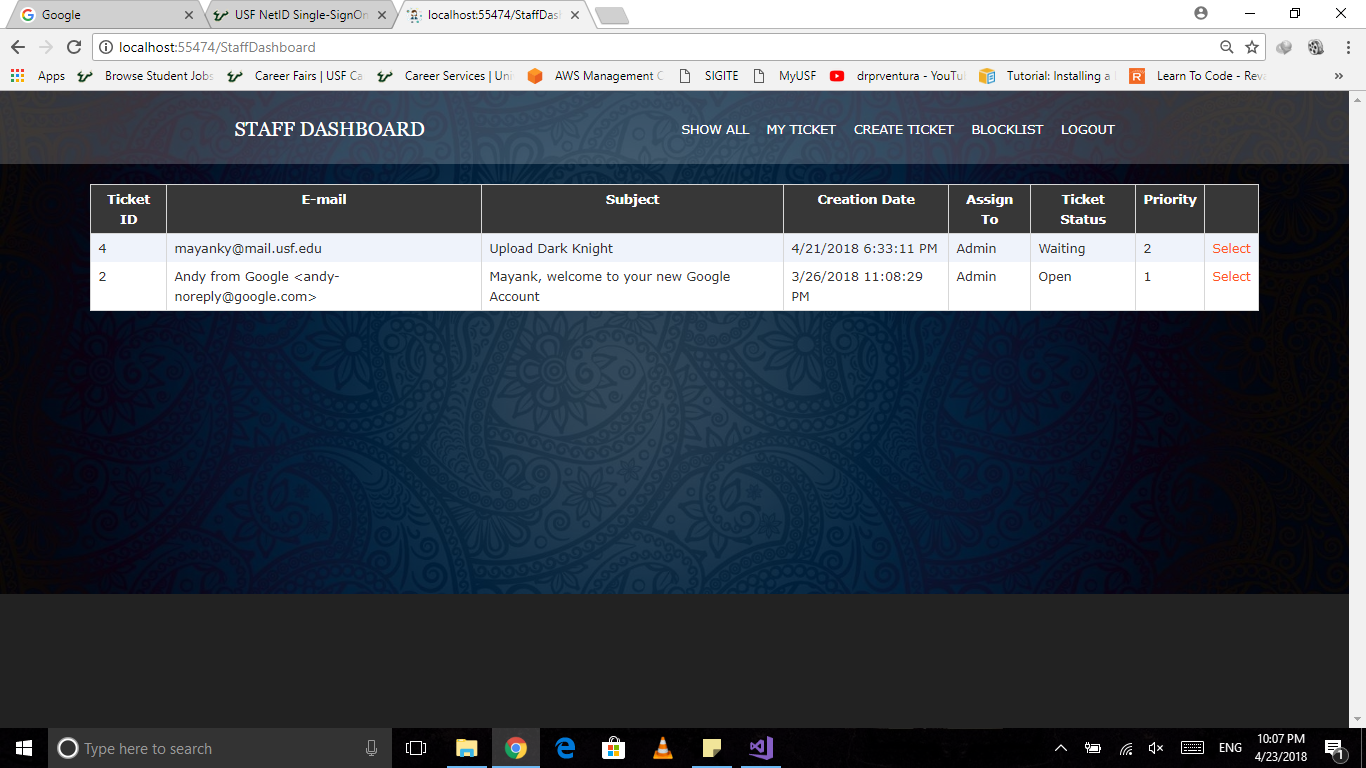 Google
USF NetID Single-SignOn
localhost:55474/StaffDash
localhost:55474/StaffDashboard
Apps Browse Student Jobs Career Fairs | USF Ca Career Services | Uni AWS Management C SIGITE MyUSF drprventura - YouTu Tutorial: Installing a Learn To Code - Reva »
STAFF DASHBOARD SHOW ALL MY TICKET CREATE TICKET BLOCKLIST LOGOUT
Ticket ID E-mail Subject Creation Date Assign To Ticket Status Priority
4 mayanky@mail.usf.edu Upload Dark Knight 4/21/2018 6:33:11 PM Admin Waiting 2 Select
2 Andy from Google <andy-noreply@google.com> Mayank, welcome to your new Google Account 3/26/2018 11:08:29 PM Admin Open 1 Select
Type here to search
ENG
10:07 PM
4/23/2018
1